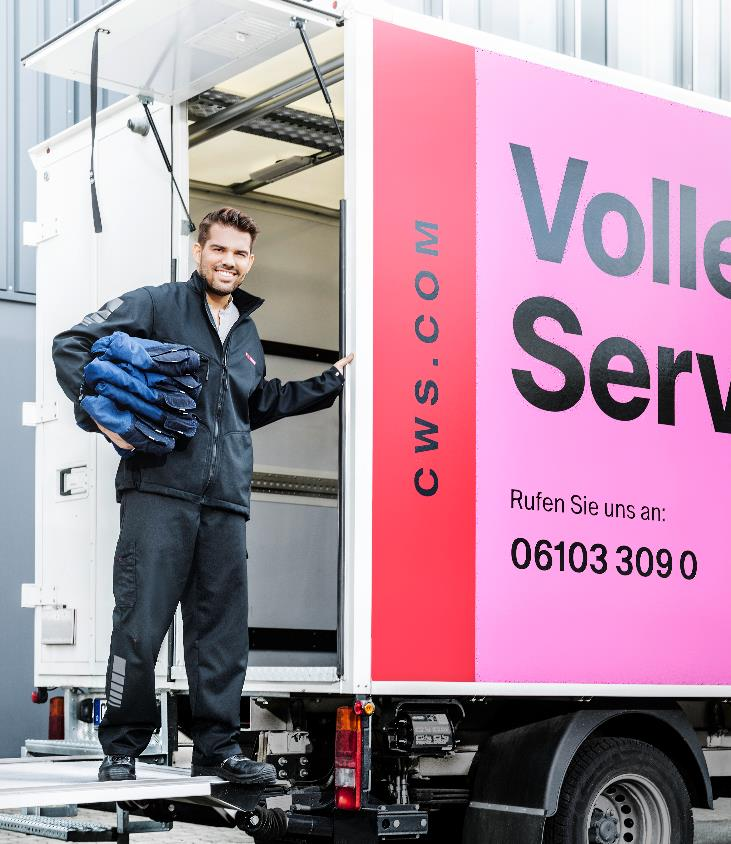 CWS.COM
Volle
Serv
Rufen Sie uns an:
06103 309 0